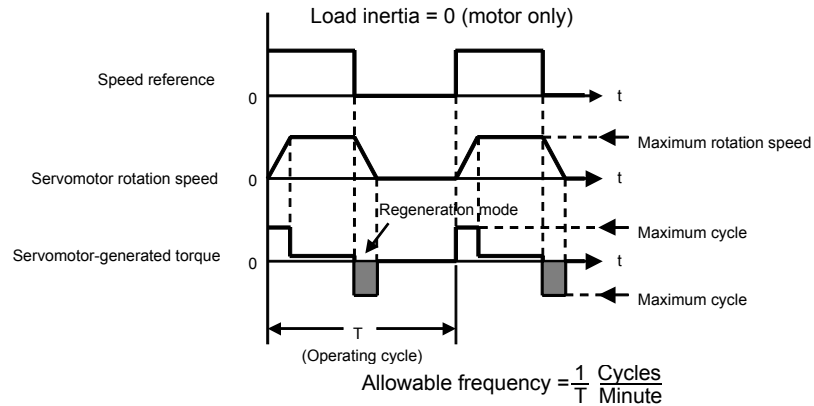 Load inertia = 0 (motor only)
Speed reference
0
t
Maximum rotation speed
Servomotor rotation speed
0
t
Regeneration mode
Maximum cycle
Servomotor-generated torque
0
t
Maximum cycle
T
(Operating cycle)
Allowable frequency = 1/T Cycles/Minute